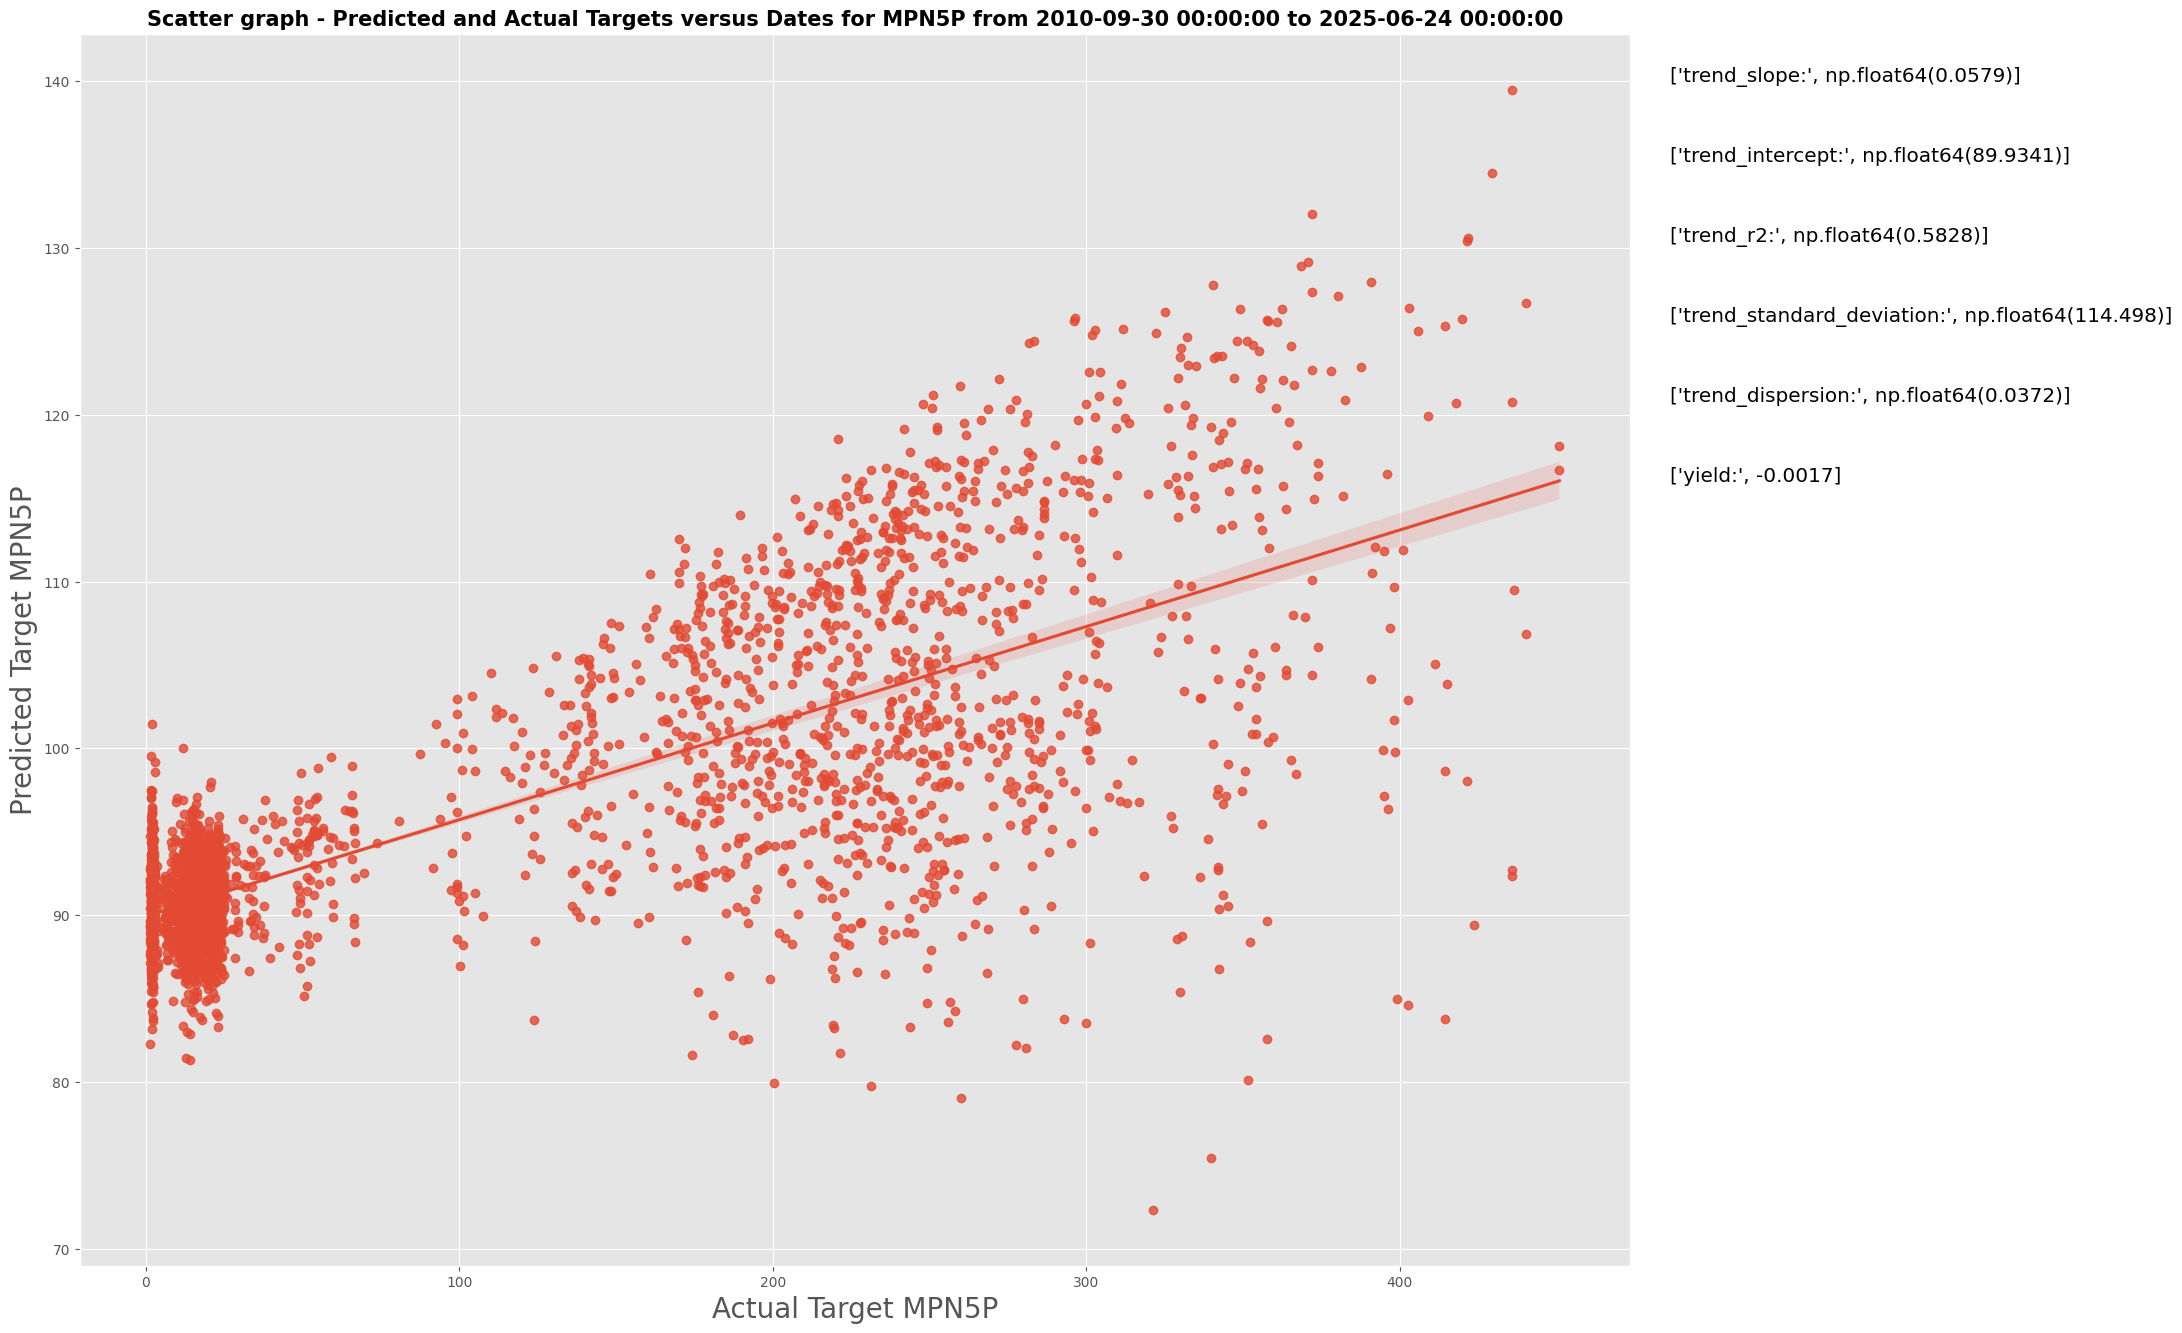 Scatter graph - Predicted and Actual Targets versus Dates for MPN5P from 2010-09-30 00:00:00 to 2025-06-24 00:00:00
['trend_slope:', np.float64(0.0579)]
['trend_intercept:', np.float64(89.9341)]
['trend_r2:', np.float64(0.5828)]
['trend_standard_deviation:', np.float64(114.498)]
['trend_dispersion:', np.float64(0.0372)]
['yield:', -0.0017]
Predicted Target MPN5P
140
130
120
110
100
90
80
70
0 100 200 300 400
Actual Target MPN5P